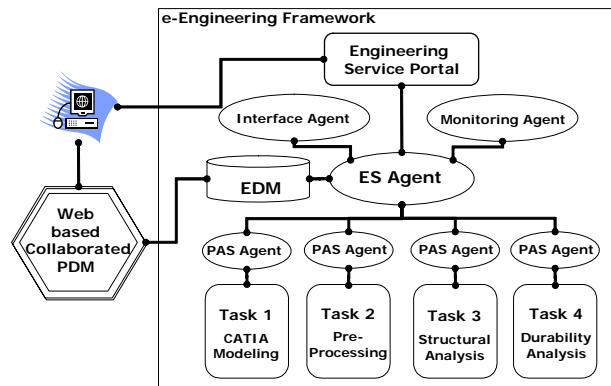 e-Engineering Framework
Engineering
Service Portal
Interface Agent
Monitoring Agent
EDM
ES Agent
Web
based
Collaborated
PDM
PAS Agent
PAS Agent
PAS Agent
PAS Agent
Task 1
CATIA
Modeling
Task 2
Pre-
Processing
Task 3
Structural
Analysis
Task 4
Durability
Analysis